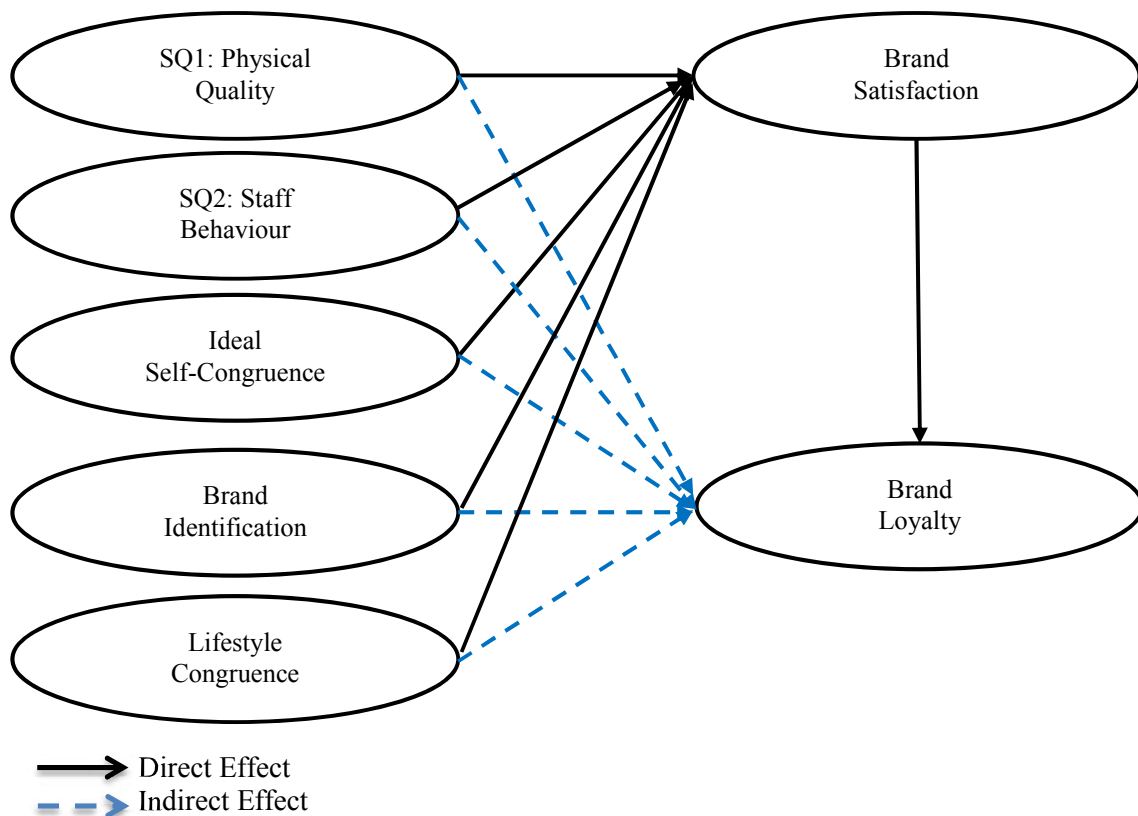 SQ1: Physical
Quality
Brand
Satisfaction
SQ2: Staff
Behaviour
Ideal
Self-Congruence
Brand
Identification
Brand
Loyalty
Lifestyle
Congruence
Direct Effect
Indirect Effect